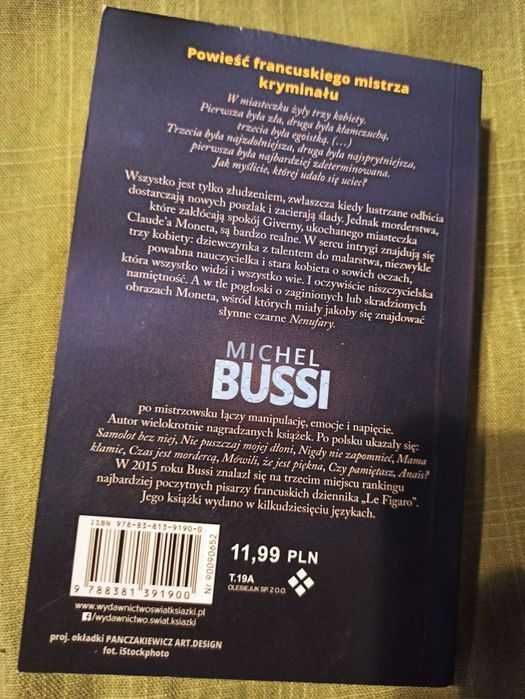 Powieść francuskiego mistrza
kryminału
W miasteczku żyły trzy kobiety.
Pierwsza była zła, druga była kłamczuchą,
trzecia była egoistką. (...)
Trzecia była najzdolniejsza, druga była najsprytniejsza,
pierwsza była najbardziej zdeterminowana.
Jak myślicie, której udało się uciec?
Wszystko jest tylko złudzeniem, zwłaszcza kiedy lustrzane odbicia
dostarczają nowych poszlak i zacierają ślady. Jednak morderstwa,
które zakłócają spokój Giverny, ukochanego miasteczka
Claude'a Moneta, są bardzo realne. W sercu intrygi znajdują się
trzy kobiety: dziewczynka z talentem do malarstwa, niezwykle
powabna nauczycielka i stara kobieta o sowich oczach,
która wszystko widzi i wszystko wie. I oczywiście niszczycielska
namiętność. A w tle pogłoski o zaginionych lub skradzionych
obrazach Moneta, wśród których miały jakoby się znajdować
słynne czarne Nenufary.
MICHEL
BUSSI
po mistrzowsku łączy manipulację, emocje i napięcie.
Autor wielokrotnie nagradzanych książek. Po polsku ukazały się:
Samolot bez niej, Nie puszczaj mojej dłoni, Nigdy nie zapomnieć, Mama
kłamie, Czas jest mordercą, Mówili, że jest piękna, Czy pamiętasz, Anais?
W 2015 roku Bussi znalazł się na trzecim miejscu rankingu
najbardziej poczytnych pisarzy francuskich dziennika „Le Figaro".
Jego książki wydano w kilkudziesięciu językach.
ISBN 978-83-813-9190-0
9 788381 391900
Nr 90090652
11,99 PLN
T.19A
OLESIEJUK SP. Z O.O.
www.wydawnictwoswiatksiazki.pl
/wydawnictwo.swiat.ksiazki
proj. okładki PANCZAKIEWICZ ART.DESIGN
fot. iStockphoto